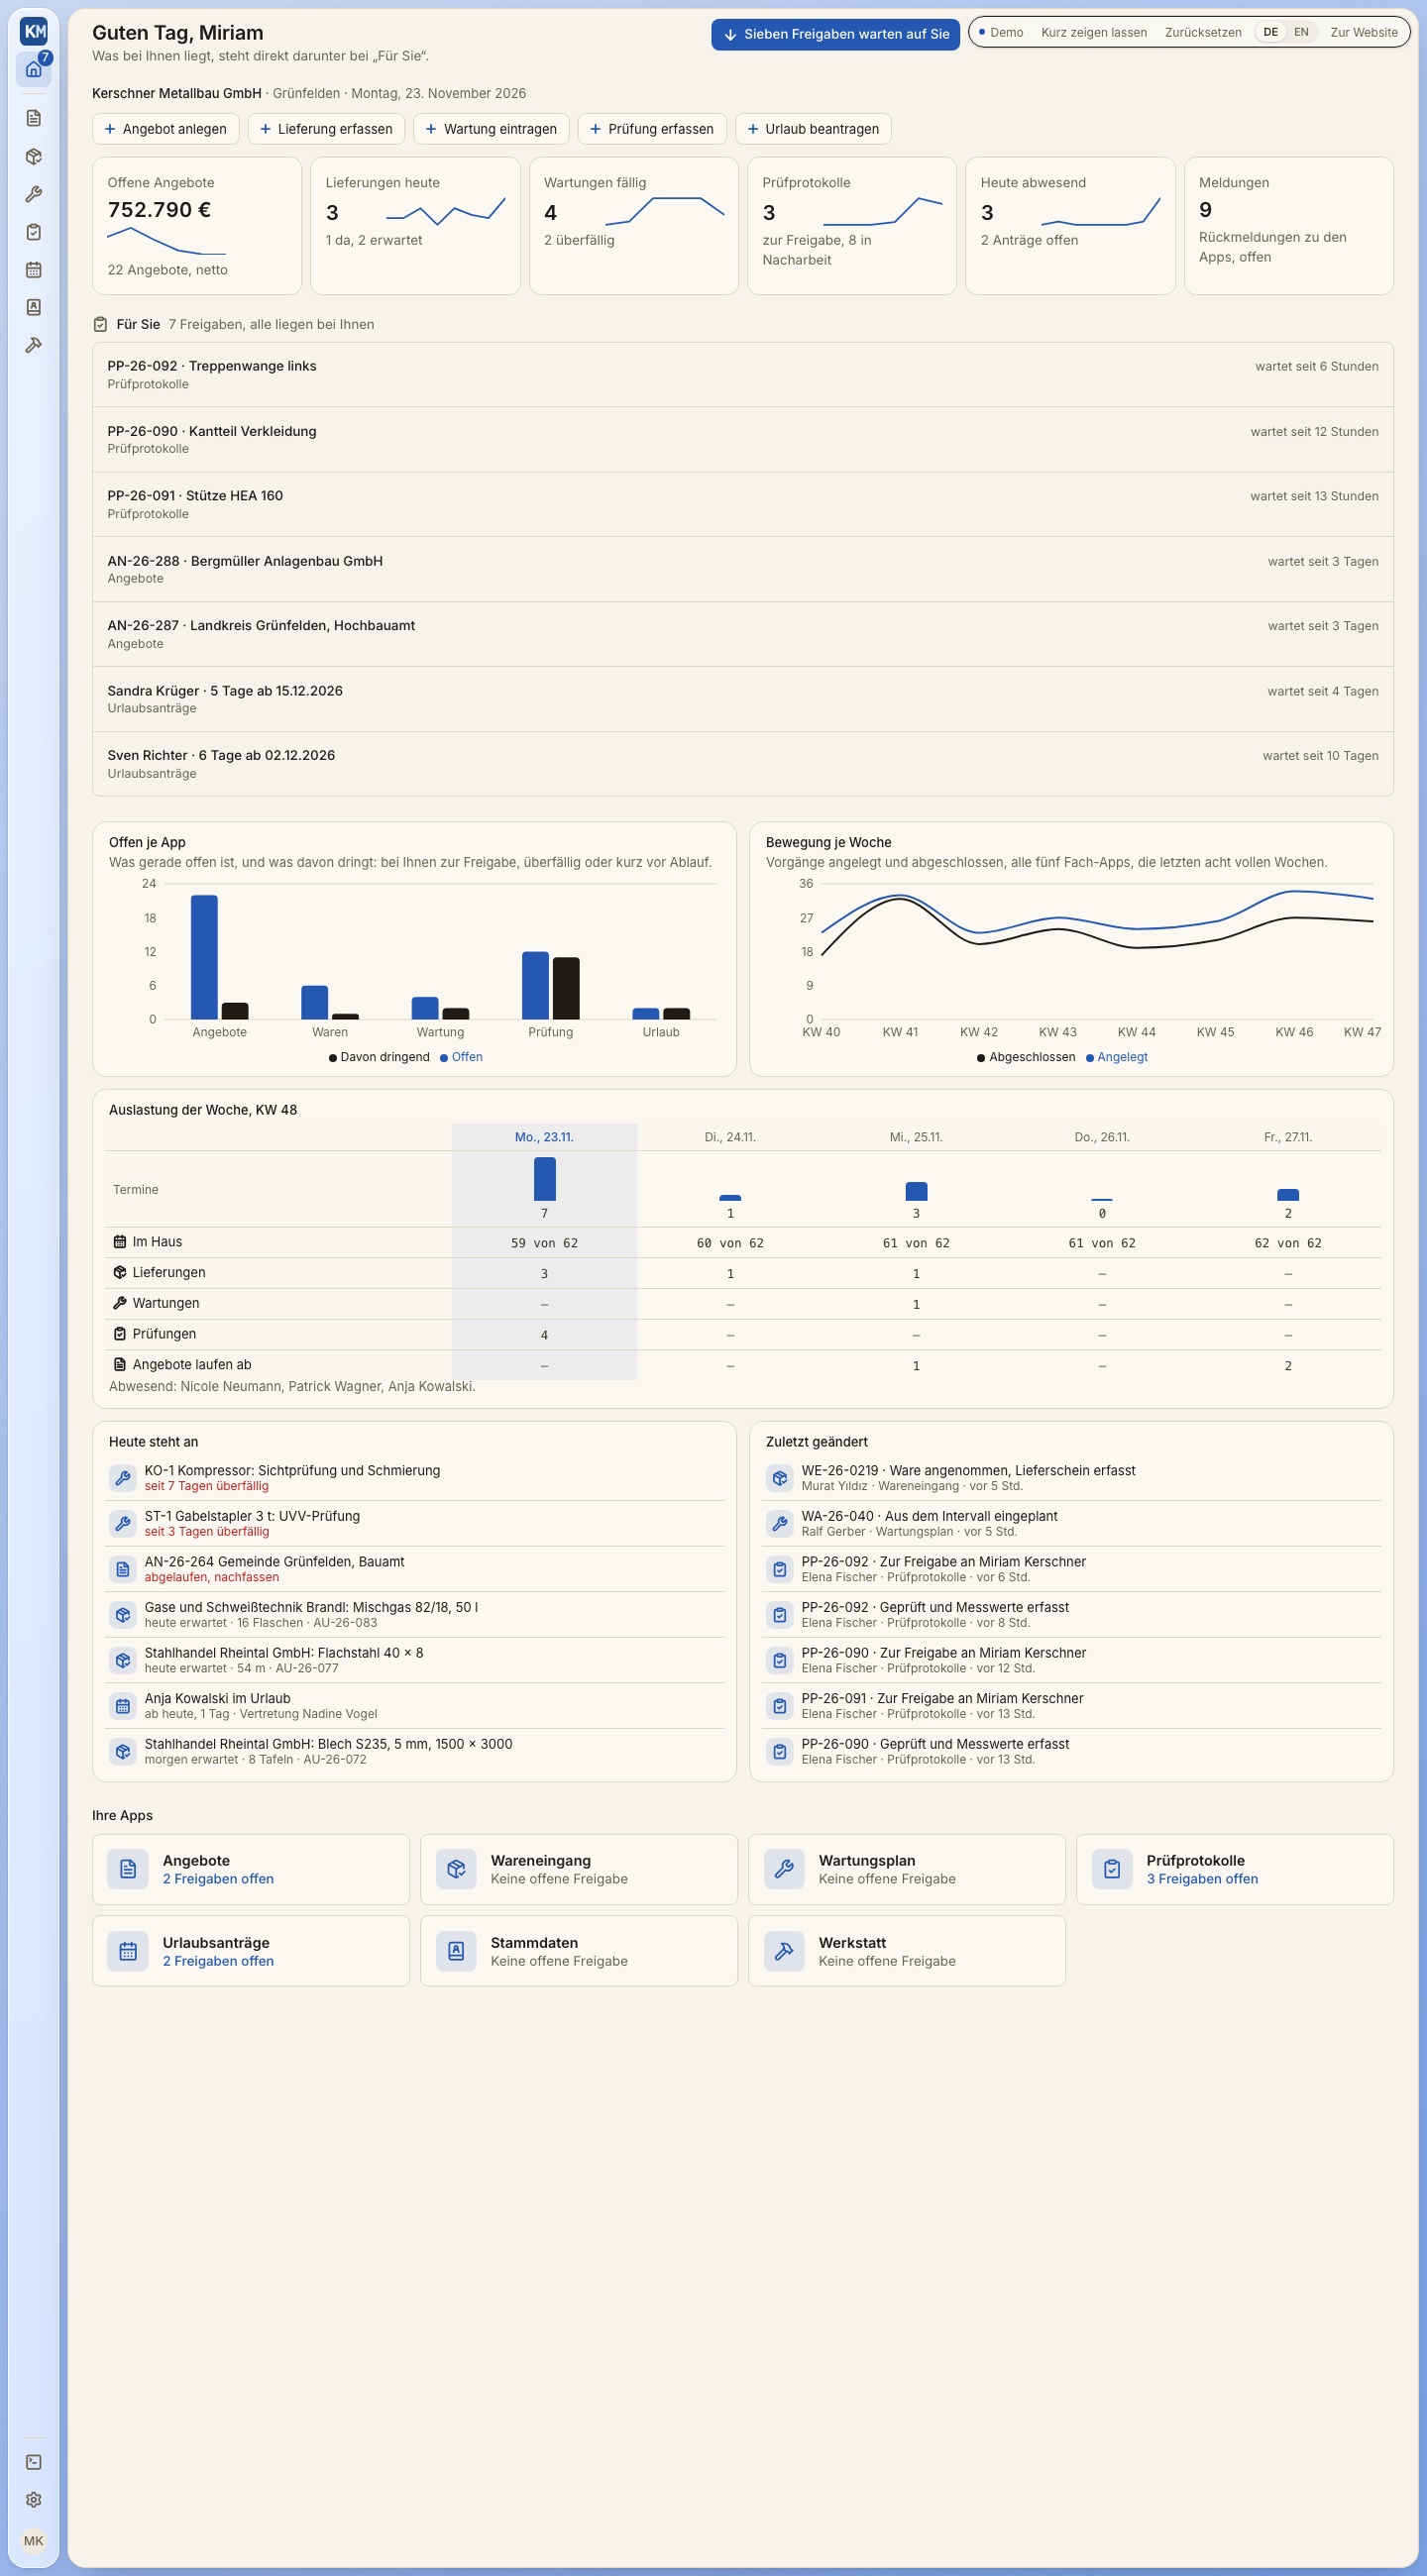 KM
7
Guten Tag, Miriam
Was bei Ihnen liegt, steht direkt darunter bei „Für Sie“.
Sieben Freigaben warten auf Sie
Demo Kurz zeigen lassen Zurücksetzen DE EN Zur Website
Kerschner Metallbau GmbH · Grünfelden · Montag, 23. November 2026
Angebot anlegen
Lieferung erfassen
Wartung eintragen
Prüfung erfassen
Urlaub beantragen
Offene Angebote
752.790 €
22 Angebote, netto
Lieferungen heute
3
1 da, 2 erwartet
Wartungen fällig
4
2 überfällig
Prüfprotokolle
3
zur Freigabe, 8 in
Nacharbeit
Heute abwesend
3
2 Anträge offen
Meldungen
9
Rückmeldungen zu den
Apps, offen
Für Sie 7 Freigaben, alle liegen bei Ihnen
PP-26-092 · Treppenwange links
Prüfprotokolle
wartet seit 6 Stunden
PP-26-090 · Kantteil Verkleidung
Prüfprotokolle
wartet seit 12 Stunden
PP-26-091 · Stütze HEA 160
Prüfprotokolle
wartet seit 13 Stunden
AN-26-288 · Bergmüller Anlagenbau GmbH
Angebote
wartet seit 3 Tagen
AN-26-287 · Landkreis Grünfelden, Hochbauamt
Angebote
wartet seit 3 Tagen
Sandra Krüger · 5 Tage ab 15.12.2026
Urlaubsanträge
wartet seit 4 Tagen
Sven Richter · 6 Tage ab 02.12.2026
Urlaubsanträge
wartet seit 10 Tagen
Offen je App
Was gerade offen ist, und was davon dringt: bei Ihnen zur Freigabe, überfällig oder kurz vor Ablauf.
24
18
12
6
0
Angebote Waren Wartung Prüfung Urlaub
Davon dringend Offen
Bewegung je Woche
Vorgänge angelegt und abgeschlossen, alle fünf Fach-Apps, die letzten acht vollen Wochen.
36
27
18
9
0
KW 40 KW 41 KW 42 KW 43 KW 44 KW 45 KW 46 KW 47
Abgeschlossen Angelegt
Auslastung der Woche, KW 48
Mo., 23.11. Di., 24.11. Mi., 25.11. Do., 26.11. Fr., 27.11.
Termine
7 1 3 0 2
Im Haus 59 von 62 60 von 62 61 von 62 61 von 62 62 von 62
Lieferungen 3 1 1 – –
Wartungen – – 1 – –
Prüfungen 4 – – – –
Angebote laufen ab – – 1 – 2
Abwesend: Nicole Neumann, Patrick Wagner, Anja Kowalski.
Heute steht an
KO-1 Kompressor: Sichtprüfung und Schmierung
seit 7 Tagen überfällig
ST-1 Gabelstapler 3 t: UVV-Prüfung
seit 3 Tagen überfällig
AN-26-264 Gemeinde Grünfelden, Bauamt
abgelaufen, nachfassen
Gase und Schweißtechnik Brandl: Mischgas 82/18, 50 l
heute erwartet · 16 Flaschen · AU-26-083
Stahlhandel Rheintal GmbH: Flachstahl 40 × 8
heute erwartet · 54 m · AU-26-077
Anja Kowalski im Urlaub
ab heute, 1 Tag · Vertretung Nadine Vogel
Stahlhandel Rheintal GmbH: Blech S235, 5 mm, 1500 × 3000
morgen erwartet · 8 Tafeln · AU-26-072
Zuletzt geändert
WE-26-0219 · Ware angenommen, Lieferschein erfasst
Murat Yıldız · Wareneingang · vor 5 Std.
WA-26-040 · Aus dem Intervall eingeplant
Ralf Gerber · Wartungsplan · vor 5 Std.
PP-26-092 · Zur Freigabe an Miriam Kerschner
Elena Fischer · Prüfprotokolle · vor 6 Std.
PP-26-092 · Geprüft und Messwerte erfasst
Elena Fischer · Prüfprotokolle · vor 8 Std.
PP-26-090 · Zur Freigabe an Miriam Kerschner
Elena Fischer · Prüfprotokolle · vor 12 Std.
PP-26-091 · Zur Freigabe an Miriam Kerschner
Elena Fischer · Prüfprotokolle · vor 13 Std.
PP-26-090 · Geprüft und Messwerte erfasst
Elena Fischer · Prüfprotokolle · vor 13 Std.
Ihre Apps
Angebote
2 Freigaben offen
Wareneingang
Keine offene Freigabe
Wartungsplan
Keine offene Freigabe
Prüfprotokolle
3 Freigaben offen
Urlaubsanträge
2 Freigaben offen
Stammdaten
Keine offene Freigabe
Werkstatt
Keine offene Freigabe
MK